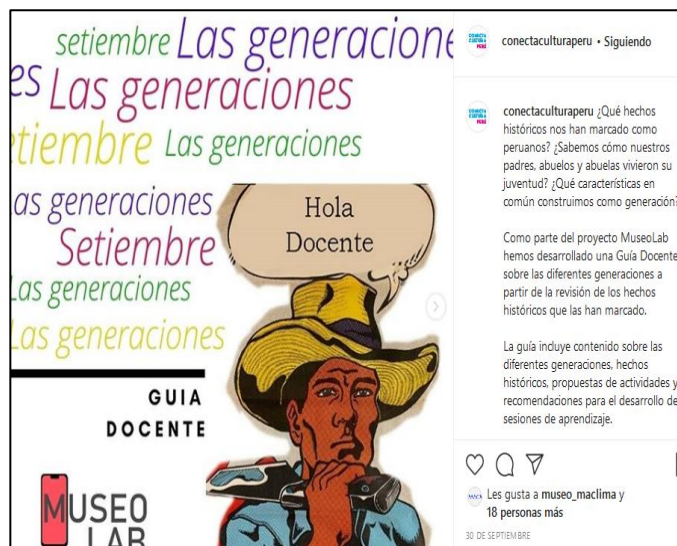 setiembre Las generacione
es Las generaciones
etiembre Las generaciones
as generaciones
Setiembre
Las generaciones
Las generaciones
Hola
Docente
GUIA
DOCENTE
MUSEO
LAB
conectaculturaperu • Siguiendo
conectaculturaperu ¿Qué hechos
históricos nos han marcado como
peruanos? ¿Sabemos cómo nuestros
padres, abuelos y abuelas vivieron su
juventud? ¿Qué características en
común construimos como generación?
Como parte del proyecto MuseoLab
hemos desarrollado una Guía Docente
sobre las diferentes generaciones a
partir de la revisión de los hechos
históricos que las han marcado.
La guía incluye contenido sobre las
diferentes generaciones, hechos
históricos, propuestas de actividades y
recomendaciones para el desarrollo de
sesiones de aprendizaje.
Les gusta a museo_maclima y
18 personas más
30 DE SEPTIEMBRE